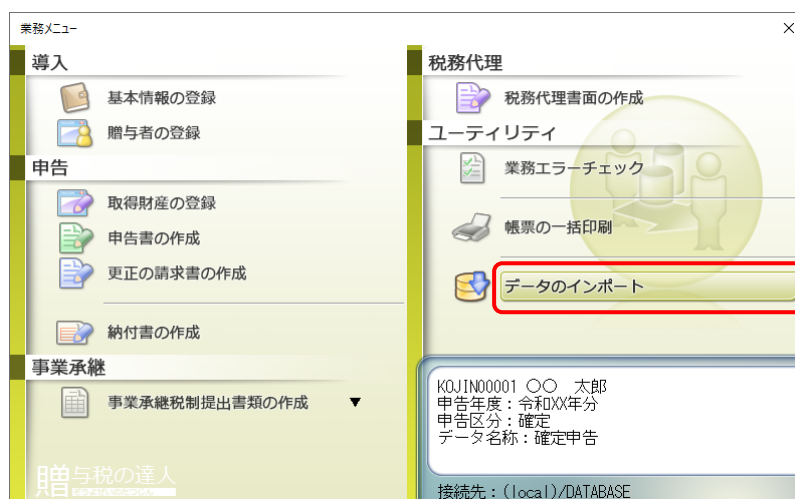 業務メニュー
導入
基本情報の登録
贈与者の登録
申告
取得財産の登録
申告書の作成
更正の請求書の作成
納付書の作成
事業承継
事業承継税制提出書類の作成 ▼
贈与税の達人
税務代理
税務代理書面の作成
ユーティリティ
業務エラーチェック
帳票の一括印刷
データのインポート
KOJIN00001 〇〇 太郎
申告年度：令和XX年分
申告区分：確定
データ名称：確定申告
接続先：(local)/DATABASE